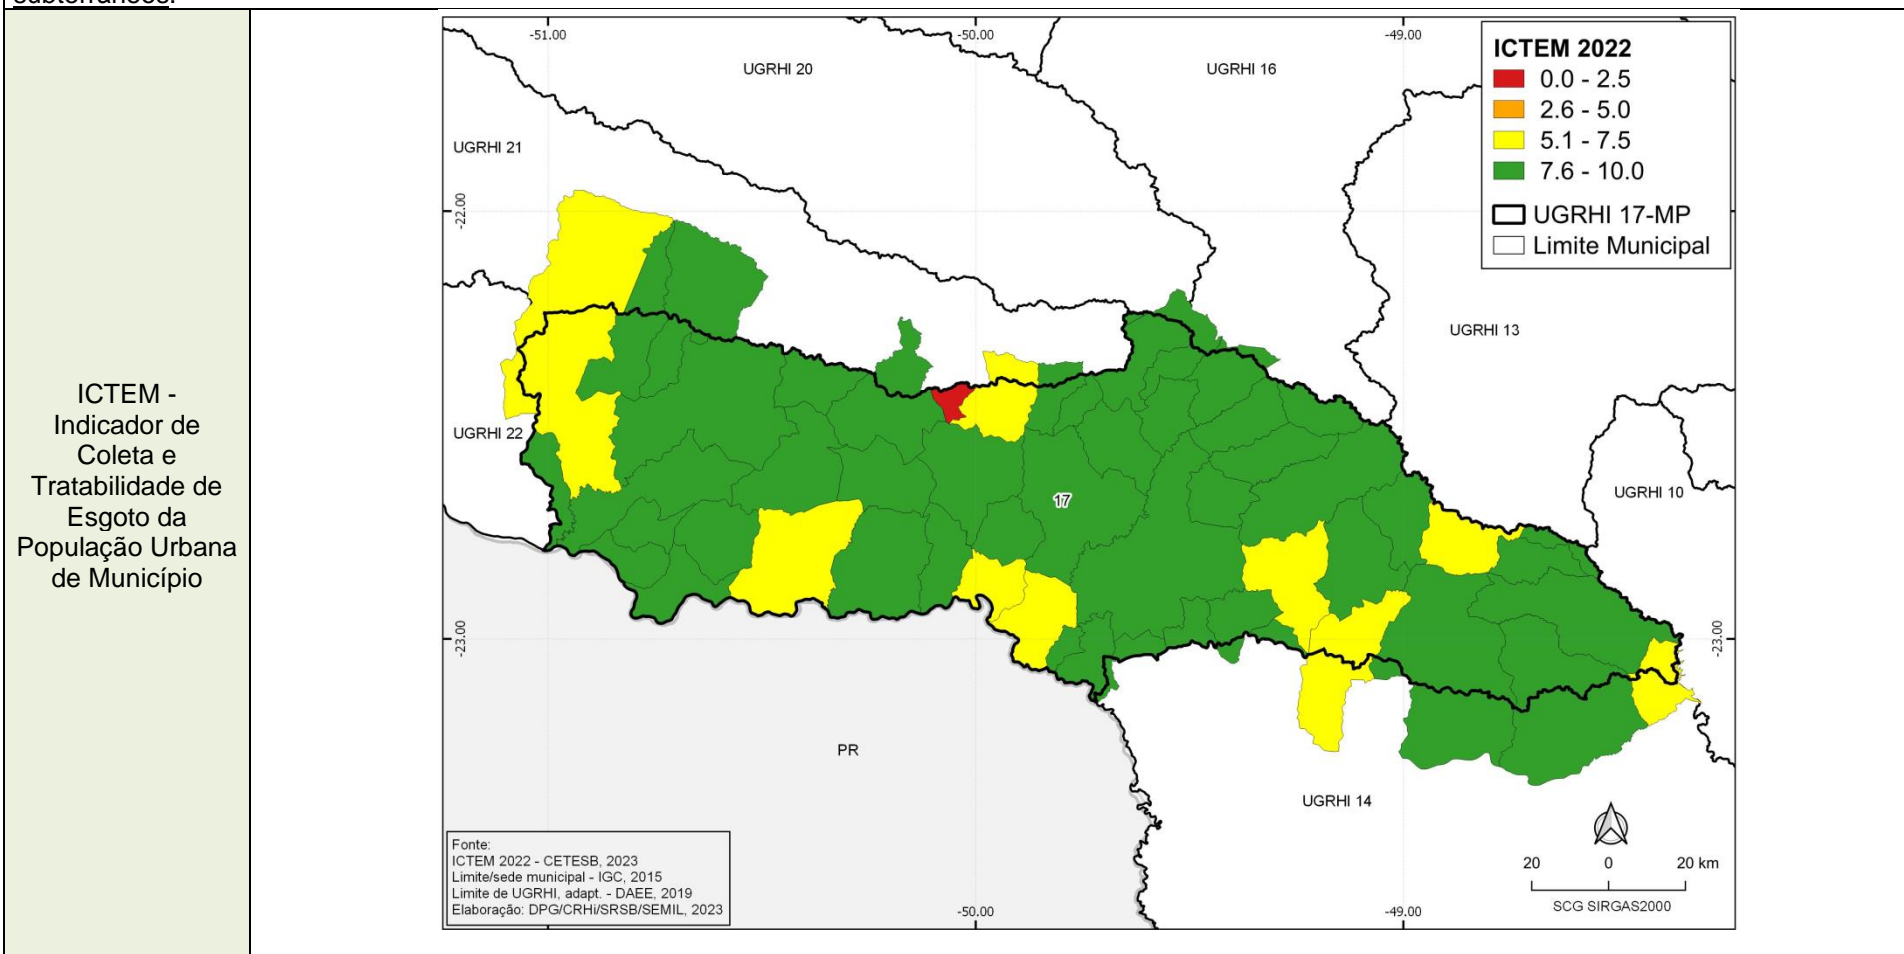 subterrâneos.
ICTEM -
Indicador de
Coleta e
Tratabilidade de
Esgoto da
População Urbana
de Município
-51.00
-50.00
-49.00
UGRHI 20
UGRHI 16
UGRHI 21
-22.00
UGRHI 13
UGRHI 22
UGRHI 10
17
-23.00
-23.00
PR
UGRHI 14
-50.00
-49.00
ICTEM 2022
0.0 - 2.5
2.6 - 5.0
5.1 - 7.5
7.6 - 10.0
UGRHI 17-MP
Limite Municipal
Fonte:
ICTEM 2022 - CETESB, 2023
Limite/sede municipal - IGC, 2015
Limite de UGRHI, adapt. - DAEE, 2019
Elaboração: DPG/CRHi/SRSB/SEMIL, 2023
20 0 20 km
SCG SIRGAS2000